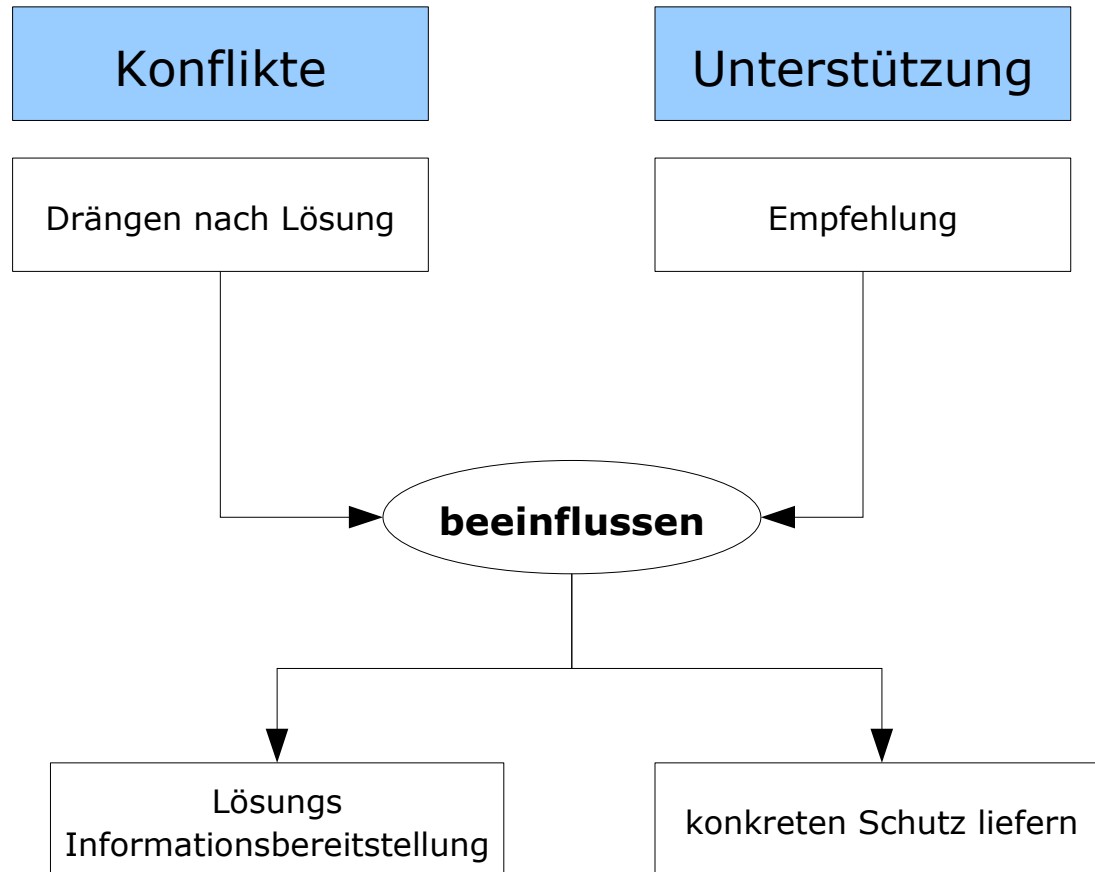 Konflikte
Unterstützung
Drängen nach Lösung
Empfehlung
beeinflussen
Lösungs
Informationsbereitstellung
konkreten Schutz liefern